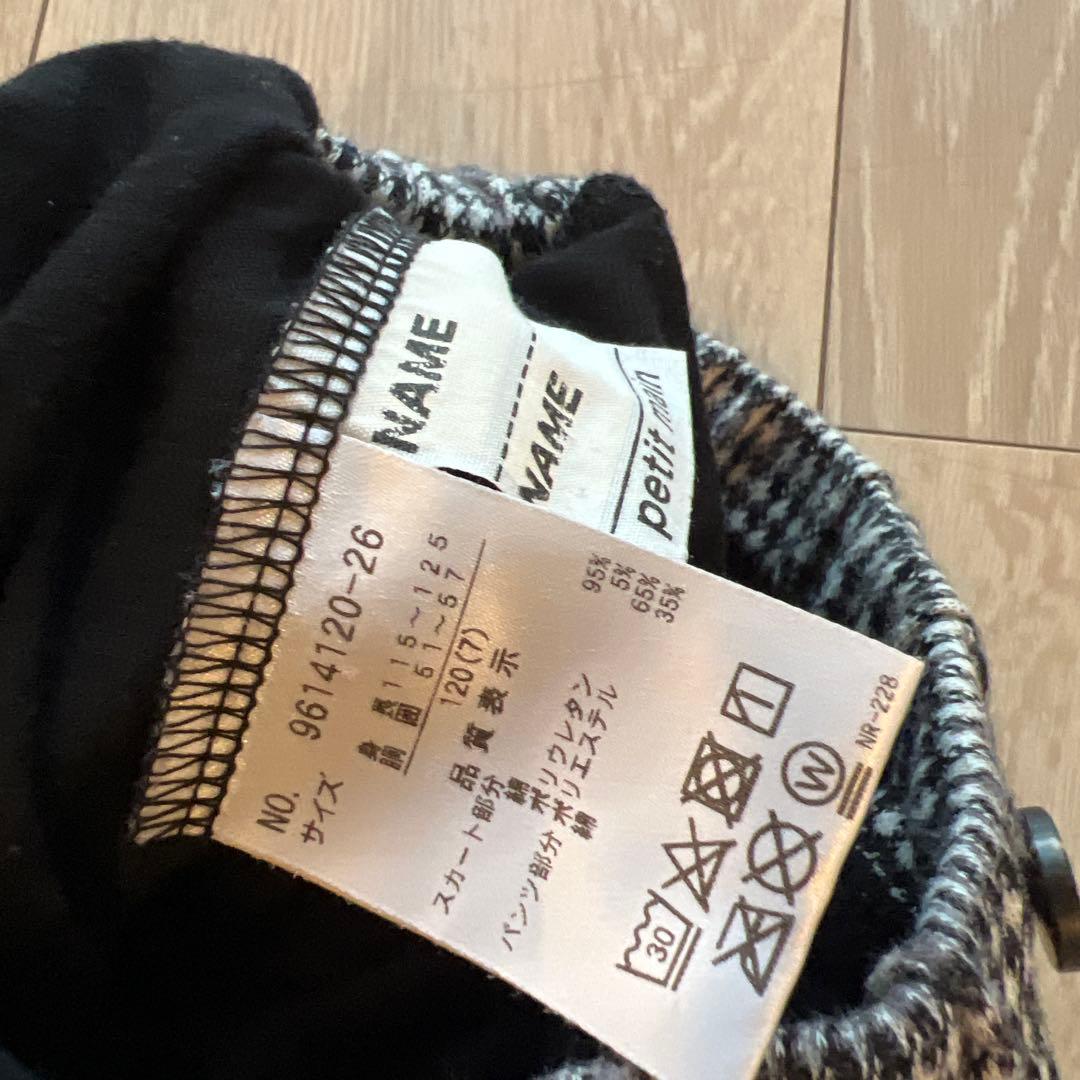 NAME
NAME
petit main
NO. 9614120-26
サイズ
身長 115～125
胴囲 51～57
120(7)
品質表示
スカート部分 綿 95%
ポリウレタン 5%
パンツ部分 ポリエステル 65%
綿 35%
30
W
NR-228